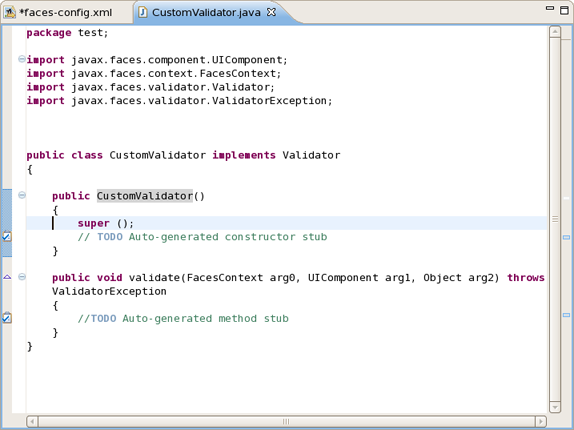 *faces-config.xml
CustomValidator.java
package test;
import javax.faces.component.UIComponent;
import javax.faces.context.FacesContext;
import javax.faces.validator.Validator;
import javax.faces.validator.ValidatorException;
public class CustomValidator implements Validator
{
public CustomValidator()
{
super ();
// TODO Auto-generated constructor stub
}
public void validate(FacesContext arg0, UIComponent arg1, Object arg2) throws
ValidatorException
{
//TODO Auto-generated method stub
}
}